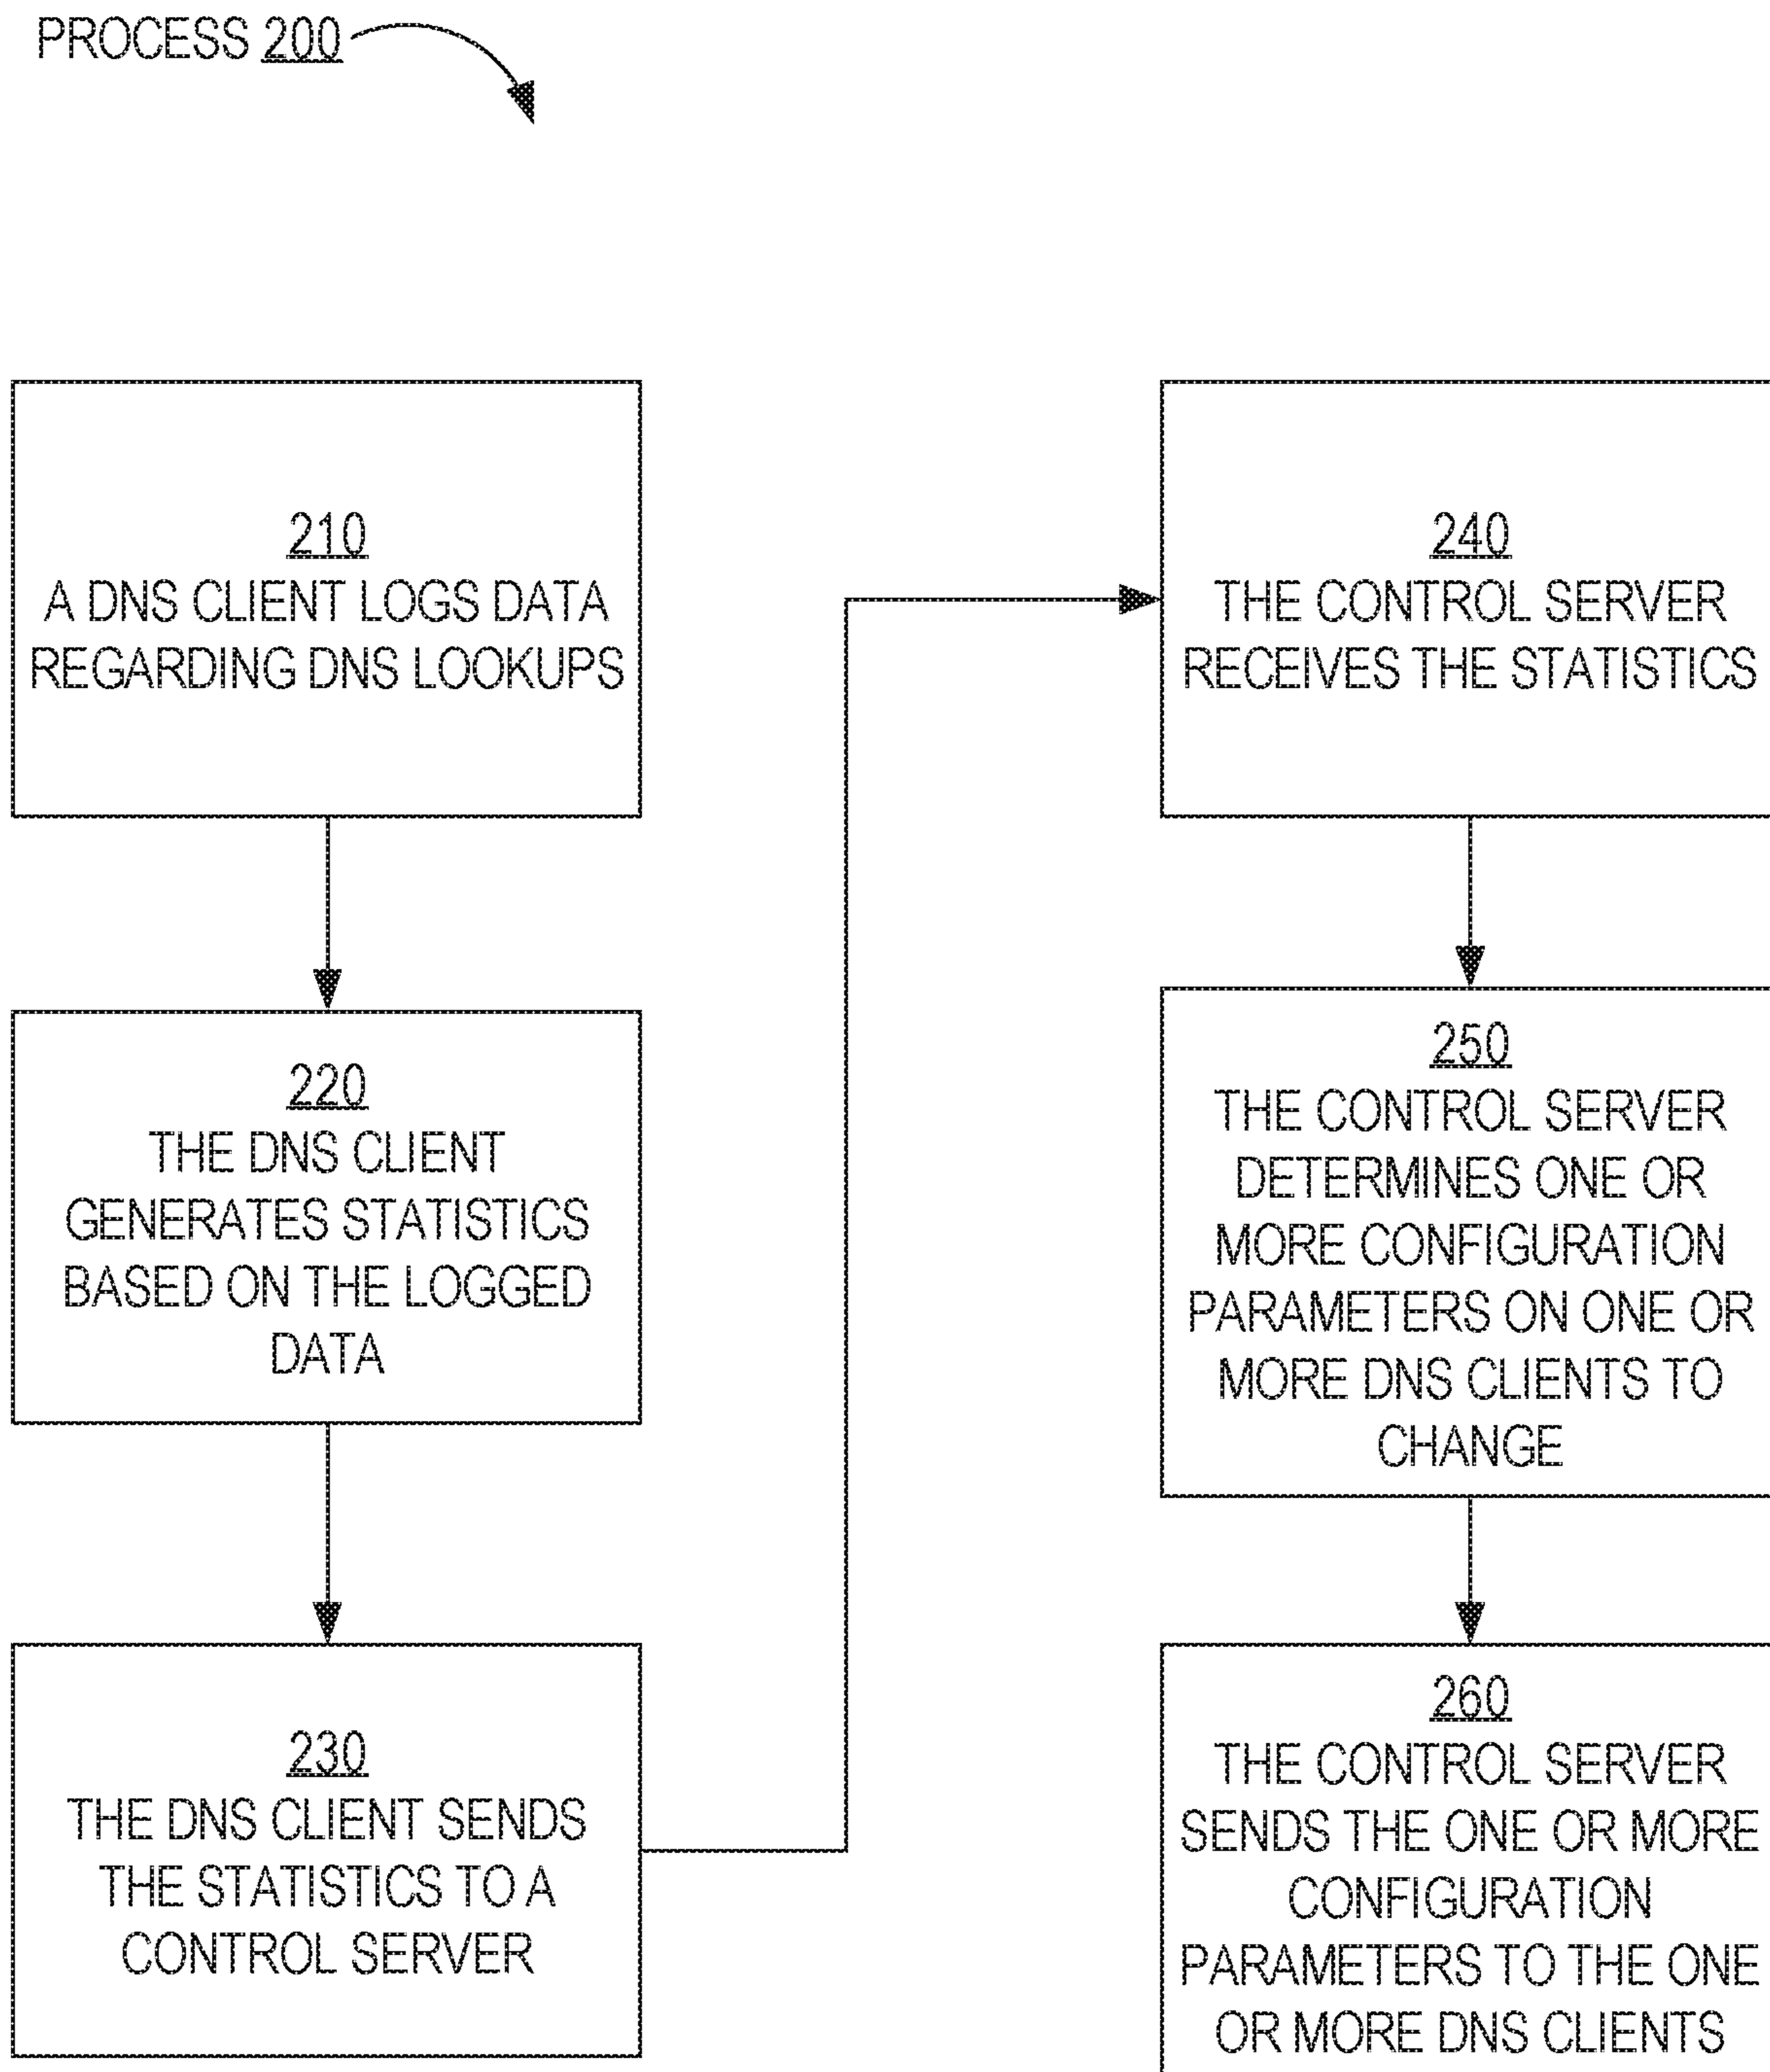 PROCESS 200
210
A DNS CLIENT LOGS DATA
REGARDING DNS LOOKUPS
220
THE DNS CLIENT
GENERATES STATISTICS
BASED ON THE LOGGED
DATA
230
THE DNS CLIENT SENDS
THE STATISTICS TO A
CONTROL SERVER
240
THE CONTROL SERVER
RECEIVES THE STATISTICS
250
THE CONTROL SERVER
DETERMINES ONE OR
MORE CONFIGURATION
PARAMETERS ON ONE OR
MORE DNS CLIENTS TO
CHANGE
260
THE CONTROL SERVER
SENDS THE ONE OR MORE
CONFIGURATION
PARAMETERS TO THE ONE
OR MORE DNS CLIENTS